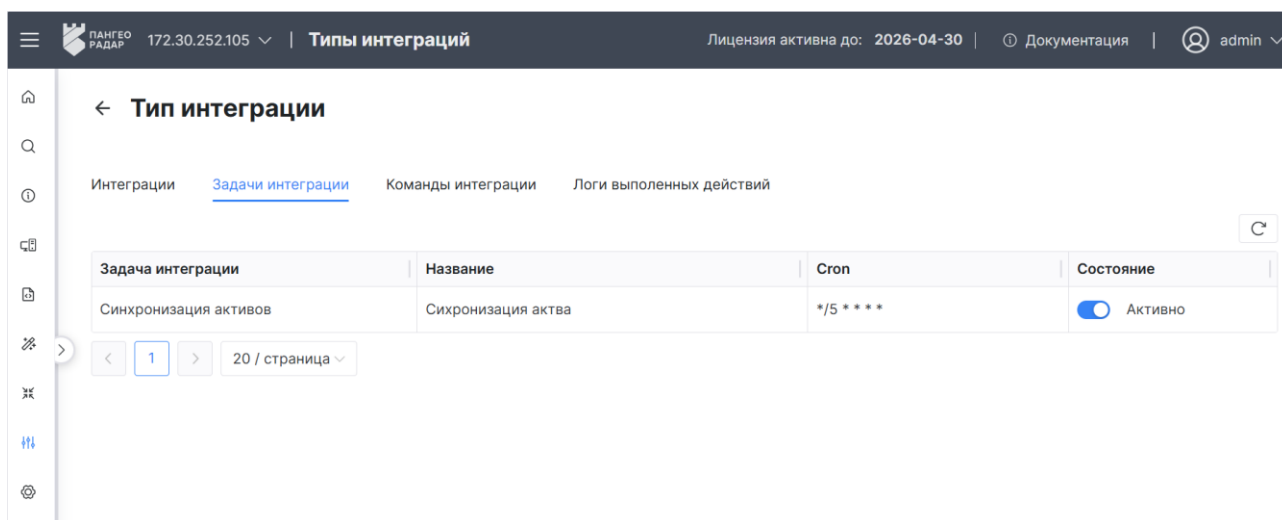 ПАНГЕО РАДАР 172.30.252.105 | Типы интеграций Лицензия активна до: 2026-04-30 | Документация | admin
Тип интеграции
Интеграции Задачи интеграции Команды интеграции Логи выполенных действий
Задача интеграции Название Cron Состояние
Синхронизация активов Сихронизация актва */5 * * * * Активно
< 1 > 20 / страница